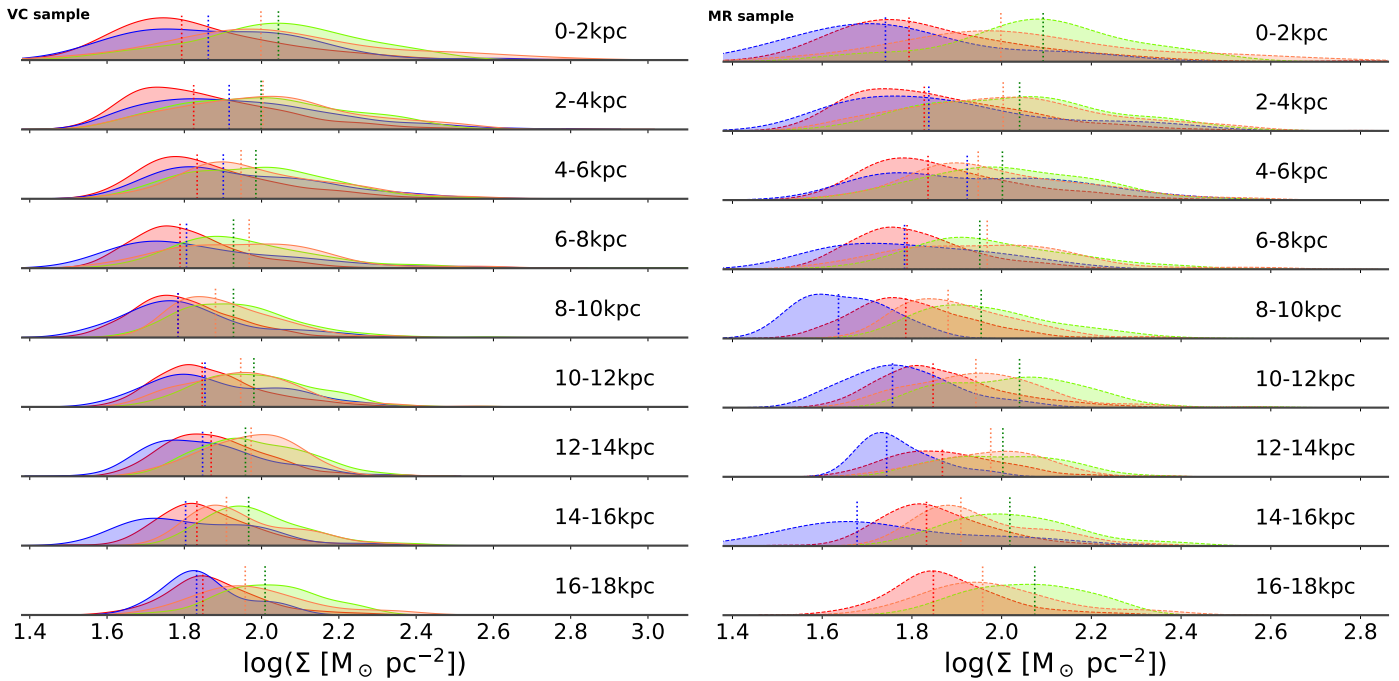 VC sample
0-2kpc
2-4kpc
4-6kpc
6-8kpc
8-10kpc
10-12kpc
12-14kpc
14-16kpc
16-18kpc
1.4 1.6 1.8 2.0 2.2 2.4 2.6 2.8 3.0
log(Σ [M⊙ pc⁻²])
MR sample
0-2kpc
2-4kpc
4-6kpc
6-8kpc
8-10kpc
10-12kpc
12-14kpc
14-16kpc
16-18kpc
1.4 1.6 1.8 2.0 2.2 2.4 2.6 2.8
log(Σ [M⊙ pc⁻²])